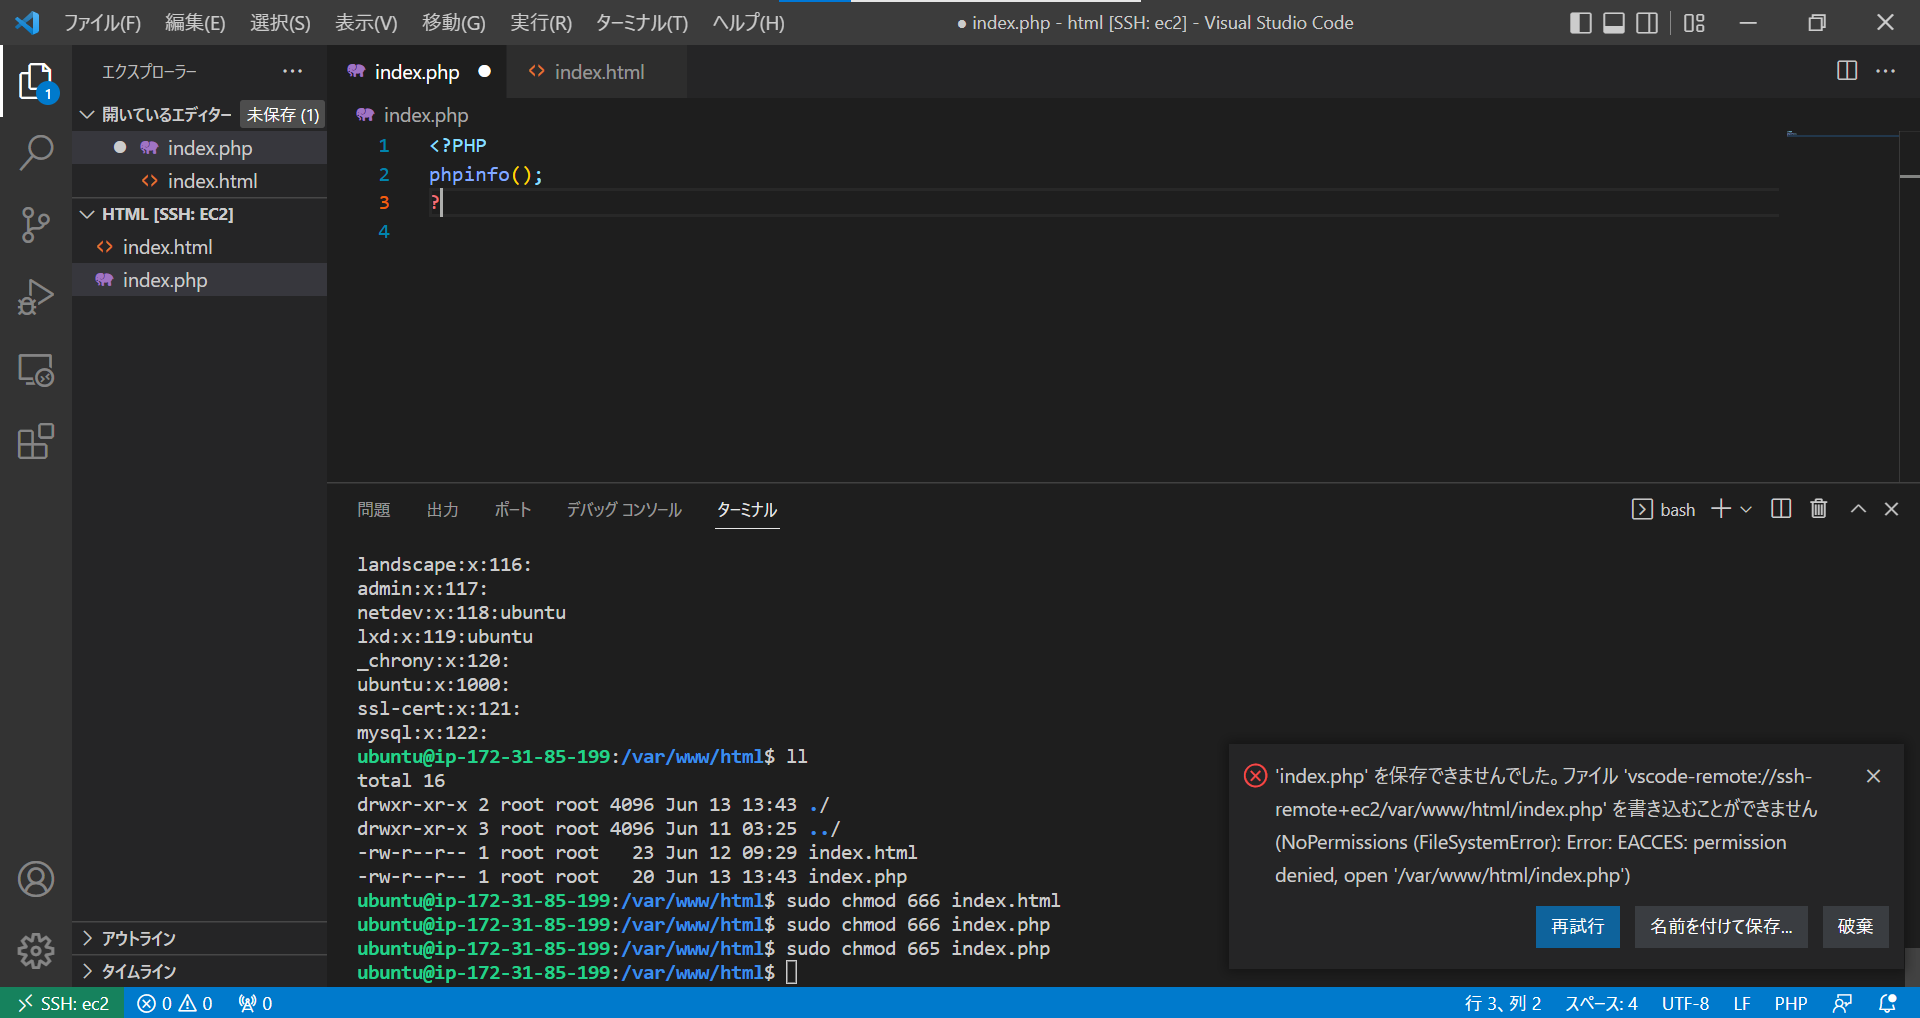 ファイル(F) 編集(E) 選択(S) 表示(V) 移動(G) 実行(R) ターミナル(T) ヘルプ(H) ● index.php - html [SSH: ec2] - Visual Studio Code
エクスプローラー
開いているエディター 未保存 (1)
index.php
index.html
HTML [SSH: EC2]
index.html
index.php
アウトライン
タイムライン
1
index.php
index.html
index.php
1 <?PHP
2 phpinfo();
3 ?
4
問題 出力 ポート デバッグ コンソール ターミナル bash
landscape:x:116:
admin:x:117:
netdev:x:118:ubuntu
lxd:x:119:ubuntu
_chrony:x:120:
ubuntu:x:1000:
ssl-cert:x:121:
mysql:x:122:
ubuntu@ip-172-31-85-199:/var/www/html$ ll
total 16
drwxr-xr-x 2 root root 4096 Jun 13 13:43 ./
drwxr-xr-x 3 root root 4096 Jun 11 03:25 ../
-rw-r--r-- 1 root root   23 Jun 12 09:29 index.html
-rw-r--r-- 1 root root   20 Jun 13 13:43 index.php
ubuntu@ip-172-31-85-199:/var/www/html$ sudo chmod 666 index.html
ubuntu@ip-172-31-85-199:/var/www/html$ sudo chmod 666 index.php
ubuntu@ip-172-31-85-199:/var/www/html$ sudo chmod 665 index.php
ubuntu@ip-172-31-85-199:/var/www/html$
'index.php' を保存できませんでした。ファイル 'vscode-remote://ssh-
remote+ec2/var/www/html/index.php' を書き込むことができません
(NoPermissions (FileSystemError): Error: EACCES: permission
denied, open '/var/www/html/index.php')
再試行 名前を付けて保存... 破棄
SSH: ec2 0 0 0 行 3、列 2 スペース: 4 UTF-8 LF PHP